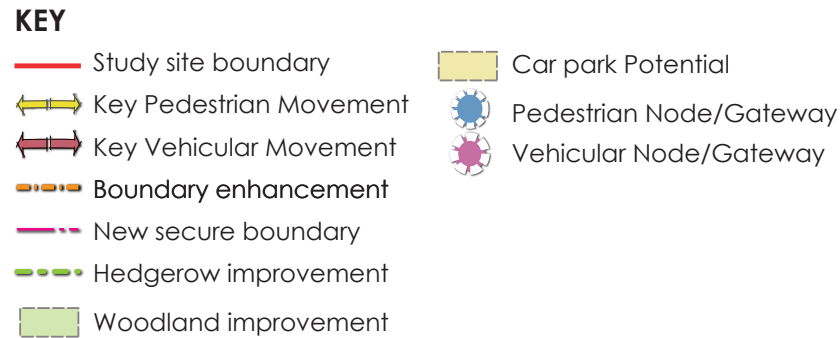 KEY
Study site boundary
Key Pedestrian Movement
Key Vehicular Movement
Boundary enhancement
New secure boundary
Hedgerow improvement
Woodland improvement
Car park Potential
Pedestrian Node/Gateway
Vehicular Node/Gateway